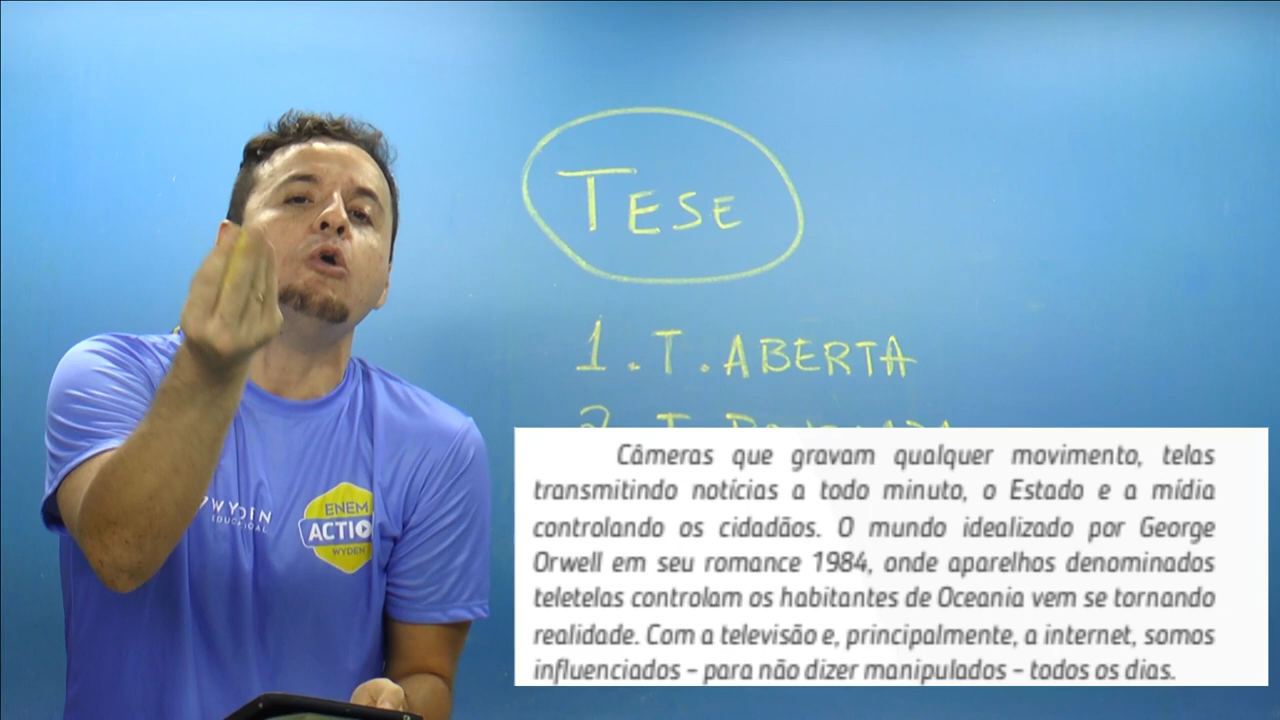 TESE
1. T. ABERTA
2. T.
WYDEN
EDUCACIONAL
ENEM
ACTION
WYDEN
Câmeras que gravam qualquer movimento, telas
transmitindo notícias a todo minuto, o Estado e a mídia
controlando os cidadãos. O mundo idealizado por George
Orwell em seu romance 1984, onde aparelhos denominados
teletelas controlam os habitantes de Oceania vem se tornando
realidade. Com a televisão e, principalmente, a internet, somos
influenciados – para não dizer manipulados – todos os dias.